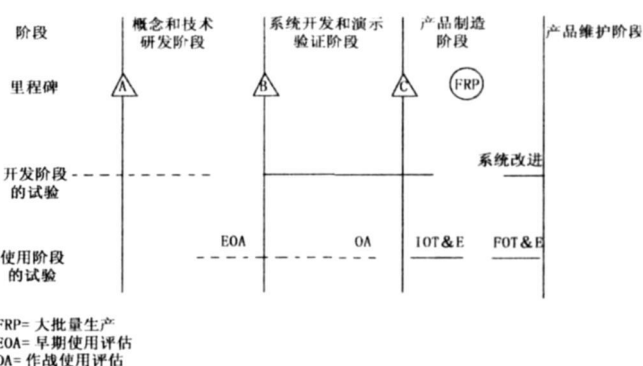 阶段
概念和技术
研发阶段
系统开发和演示
验证阶段
产品制造
阶段
产品维护阶段
里程碑
A
B
C
FRP
开发阶段
的试验
系统改进
使用阶段
的试验
EOA
OA
IOT&E
FOT&E
FRP= 大批量生产
EOA= 早期使用评估
OA= 作战使用评估